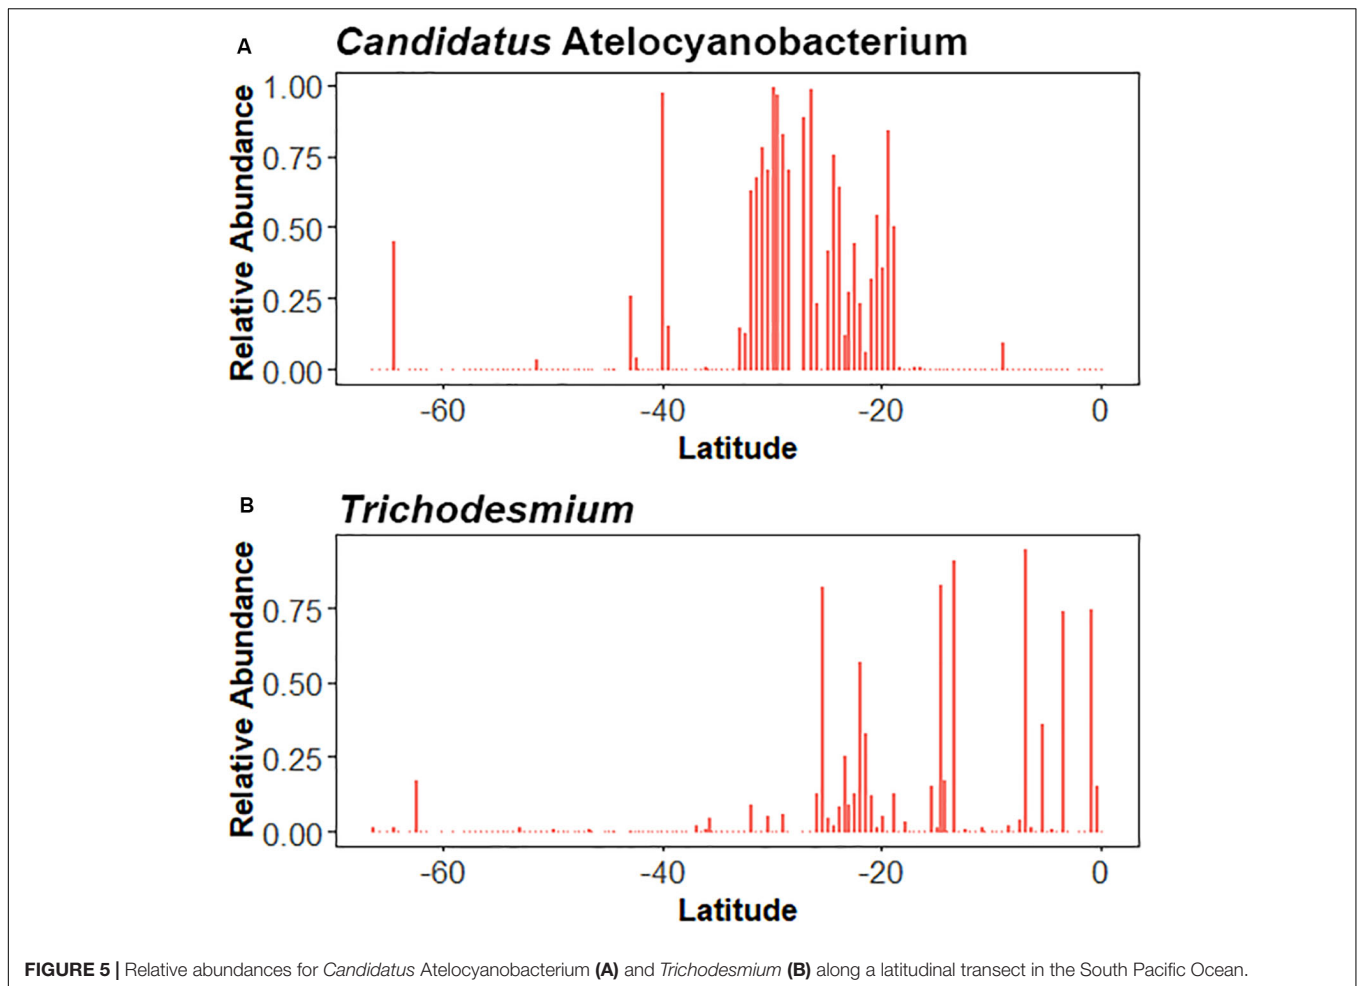 A
Candidatus Atelocyanobacterium
Relative Abundance
1.00
0.75
0.50
0.25
0.00
-60
-40
-20
0
Latitude
B
Trichodesmium
Relative Abundance
0.75
0.50
0.25
0.00
-60
-40
-20
0
Latitude
FIGURE 5 | Relative abundances for Candidatus Atelocyanobacterium (A) and Trichodesmium (B) along a latitudinal transect in the South Pacific Ocean.